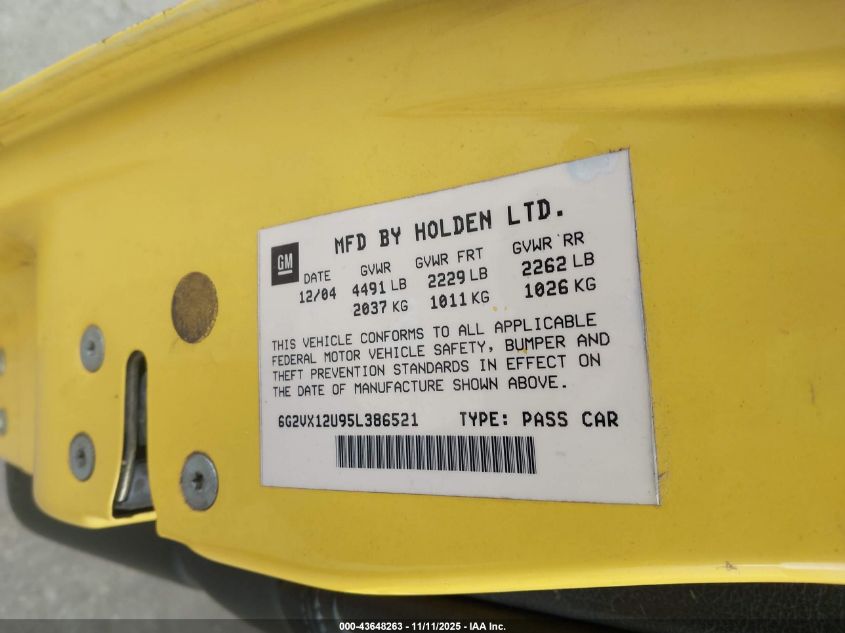 MFD BY HOLDEN LTD.
GM
DATE GVWR GVWR FRT GVWR RR
12/04 4491 LB 2229 LB 2262 LB
2037 KG 1011 KG 1026 KG
THIS VEHICLE CONFORMS TO ALL APPLICABLE
FEDERAL MOTOR VEHICLE SAFETY, BUMPER AND
THEFT PREVENTION STANDARDS IN EFFECT ON
THE DATE OF MANUFACTURE SHOWN ABOVE.
6G2VX12U95L386521 TYPE: PASS CAR
000-43648263 - 11/11/2025 - IAA Inc.